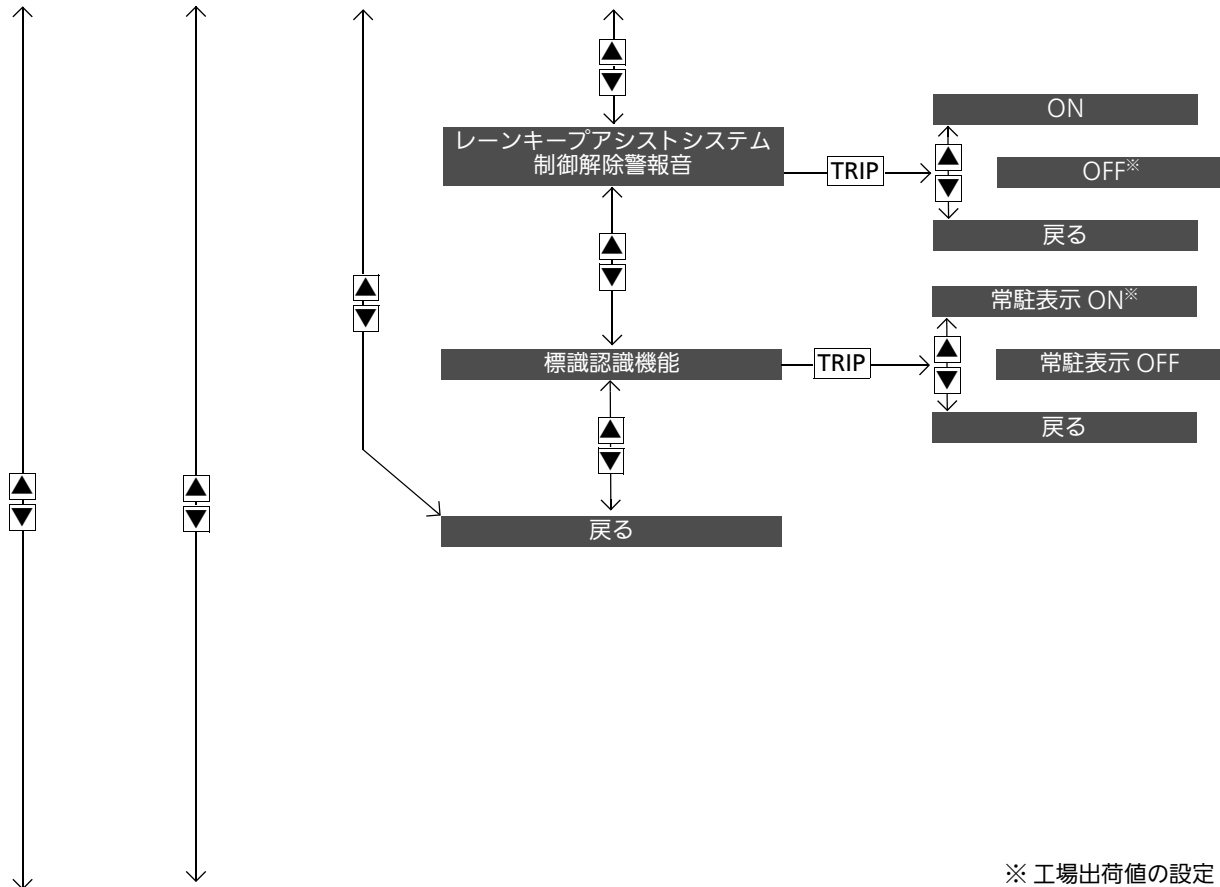 ▲
▼
レーンキープアシストシステム
制御解除警報音
TRIP
ON
▲
▼
OFF※
戻る
▲
▼
▲
▼
標識認識機能
TRIP
常駐表示 ON※
▲
▼
常駐表示 OFF
戻る
▲
▼
戻る
▲
▼
▲
▼
※ 工場出荷値の設定